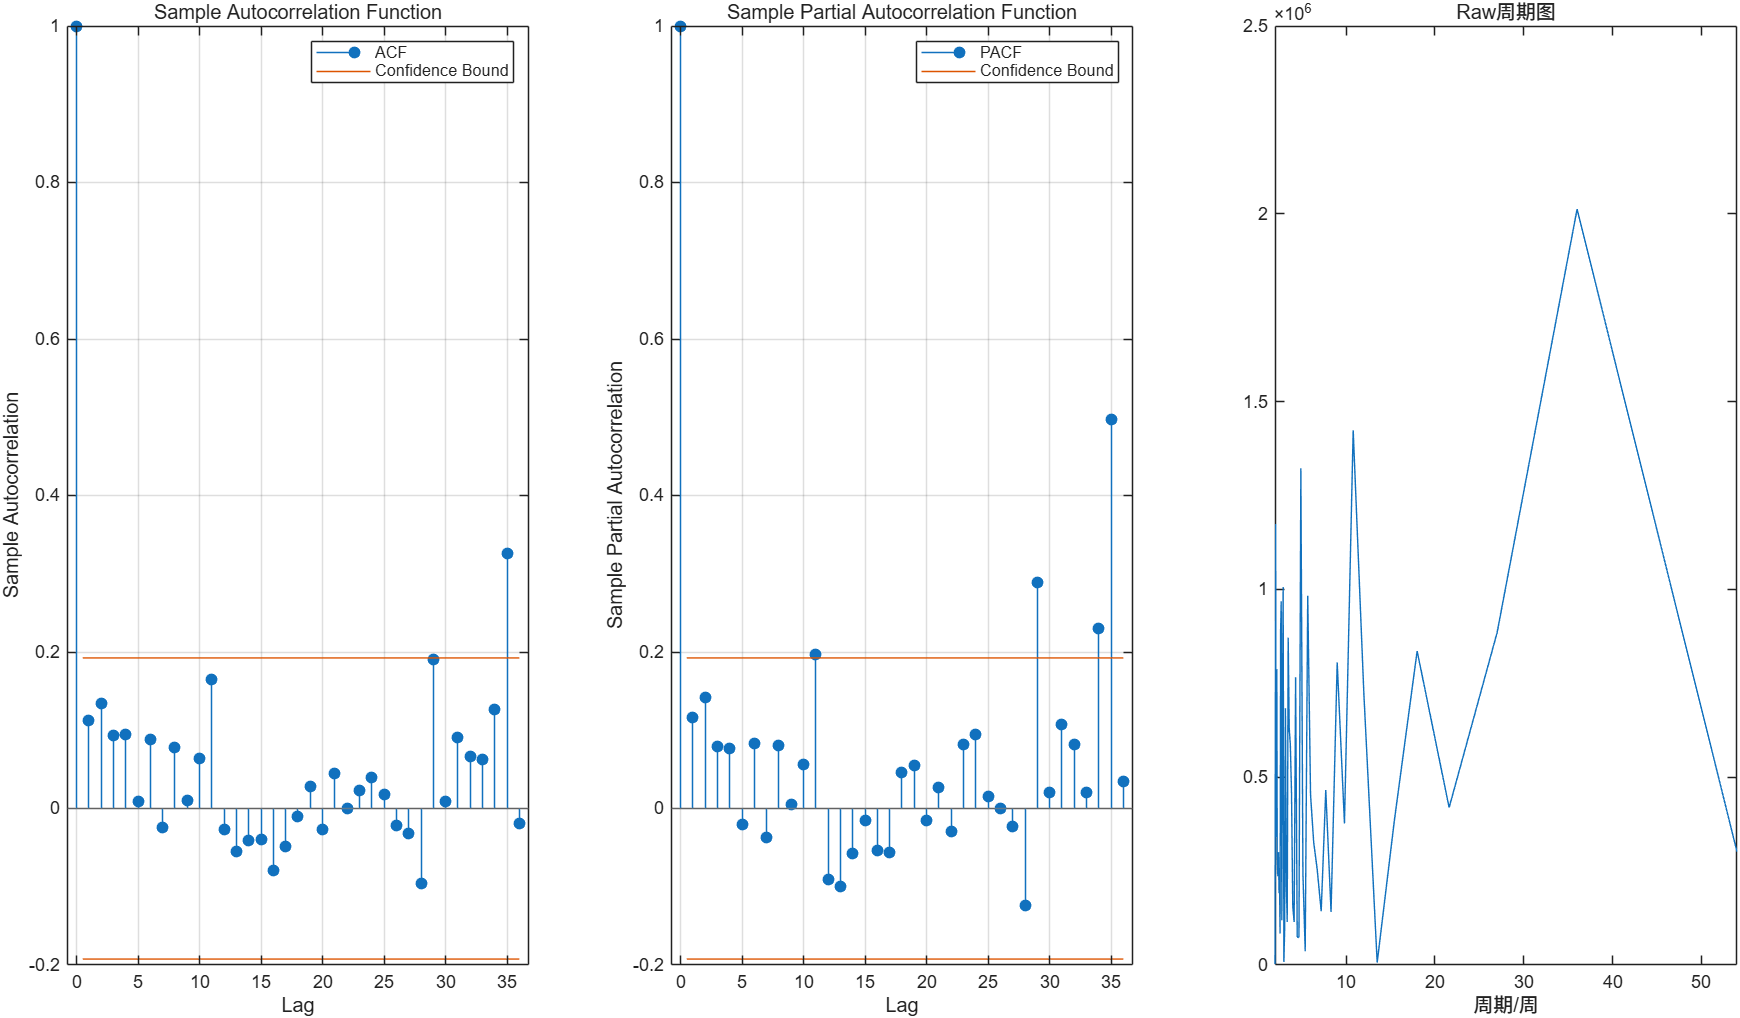 Sample Autocorrelation Function
ACF
Confidence Bound
1
0.8
0.6
0.4
0.2
0
-0.2
Sample Autocorrelation
0 5 10 15 20 25 30 35
Lag
Sample Partial Autocorrelation Function
PACF
Confidence Bound
1
0.8
0.6
0.4
0.2
0
-0.2
Sample Partial Autocorrelation
0 5 10 15 20 25 30 35
Lag
Raw周期图
×10⁶
2.5
2
1.5
1
0.5
0
10 20 30 40 50
周期/周